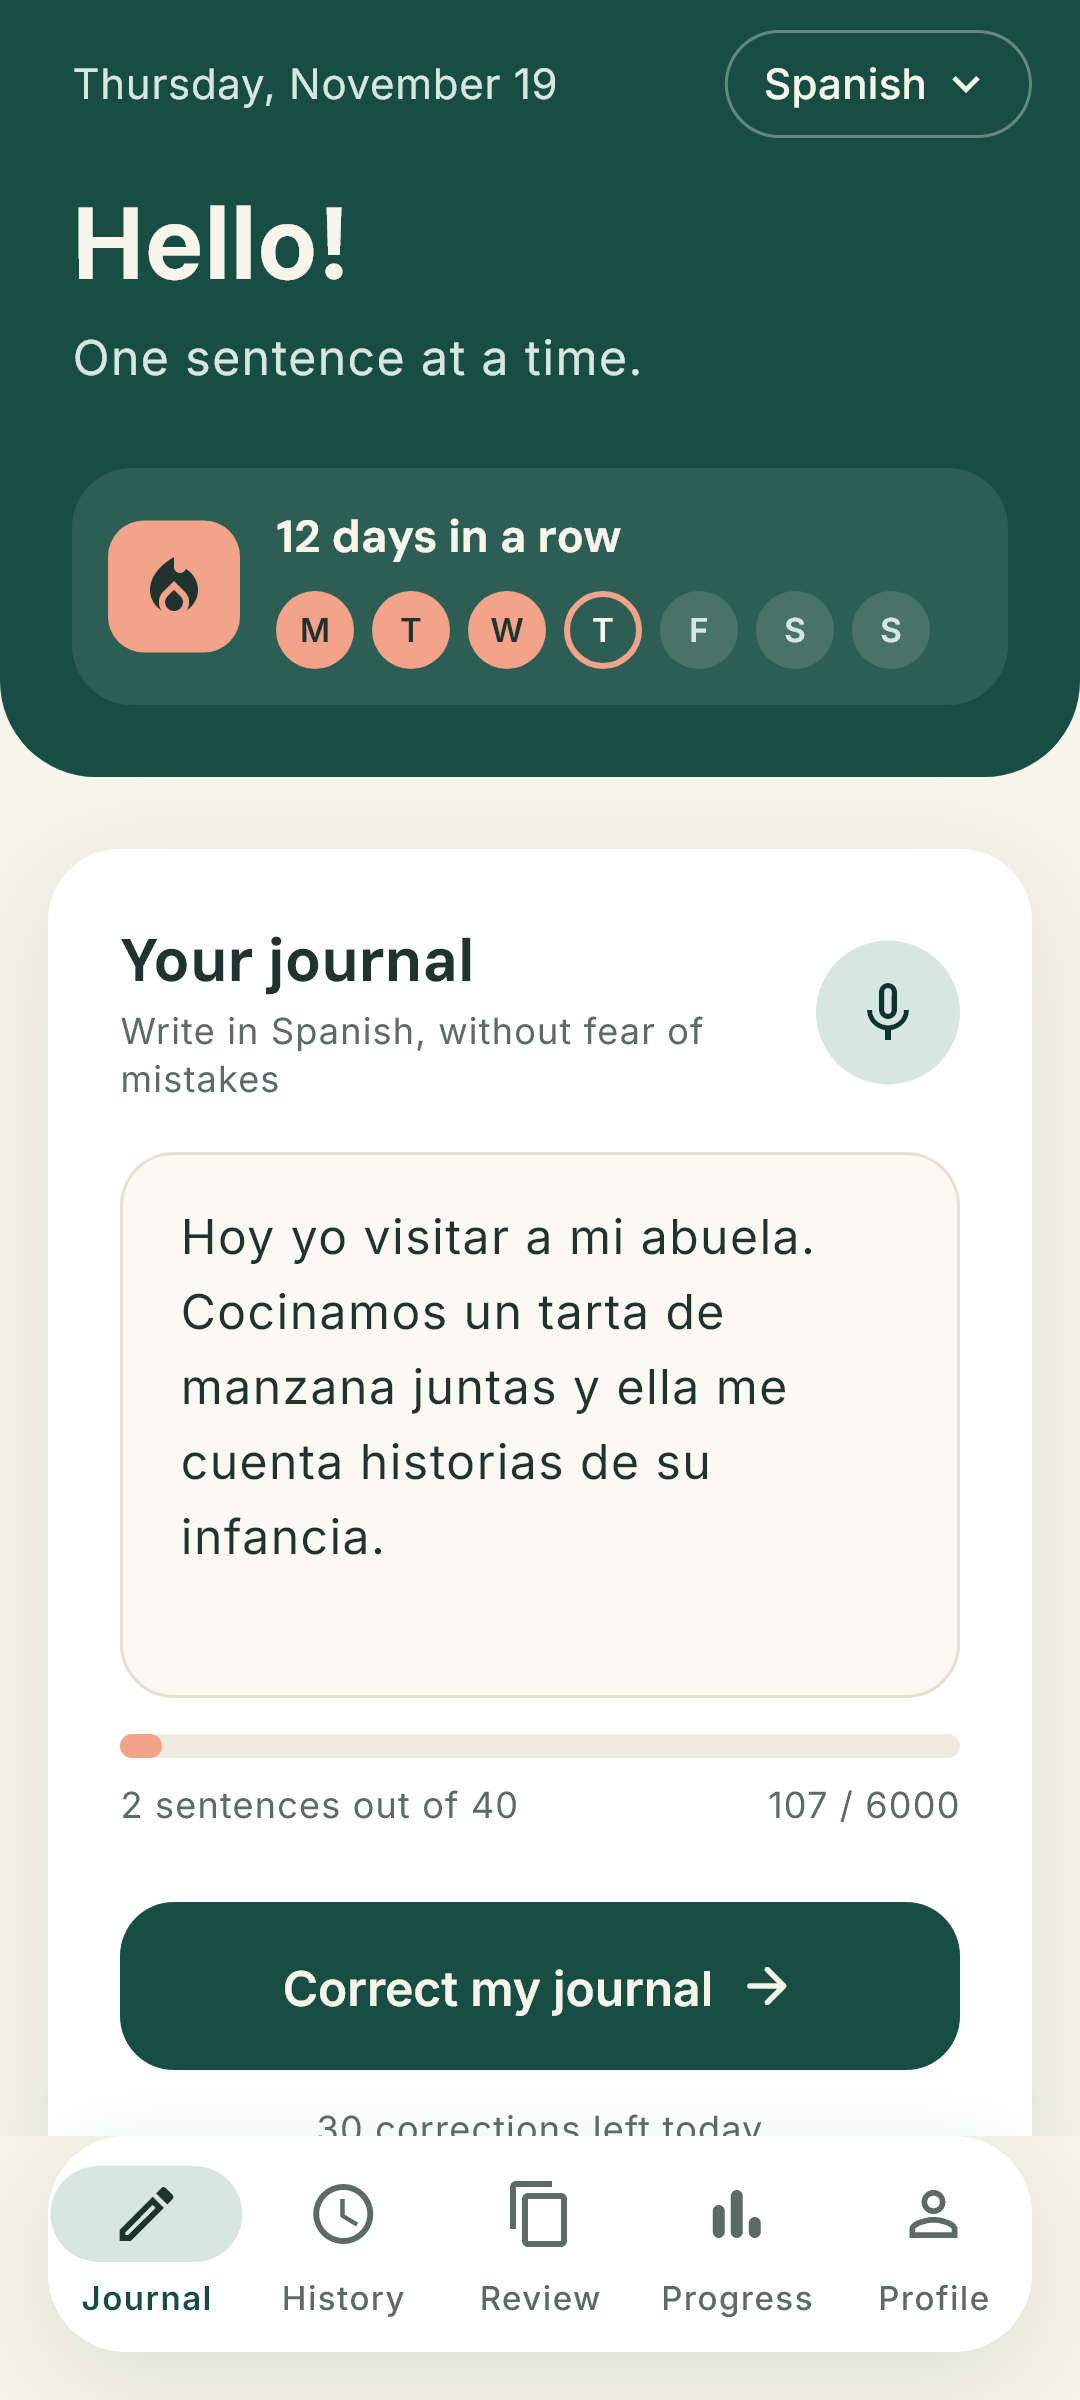 Thursday, November 19
Spanish
Hello!
One sentence at a time.
12 days in a row
M T W T F S S
Your journal
Write in Spanish, without fear of
mistakes
Hoy yo visitar a mi abuela.
Cocinamos un tarta de
manzana juntas y ella me
cuenta historias de su
infancia.
2 sentences out of 40
107 / 6000
Correct my journal
30 corrections left today
Journal
History
Review
Progress
Profile